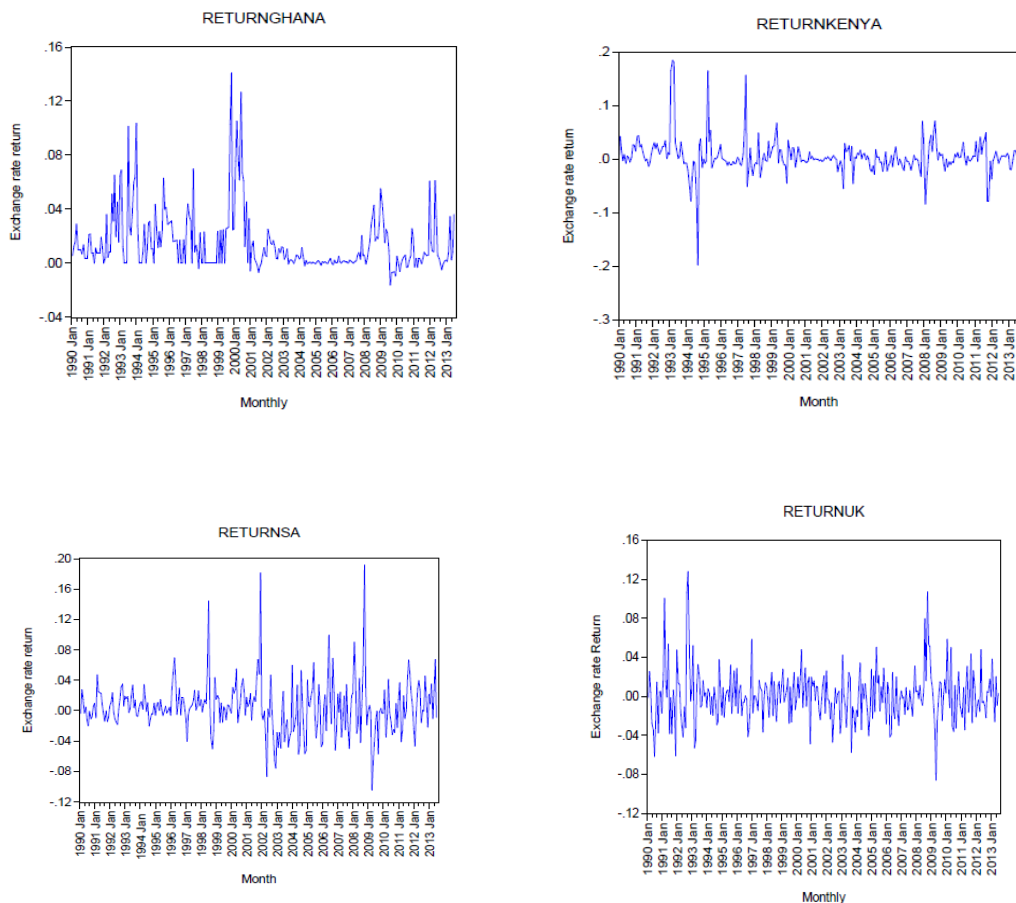 RETURNGHANA
.16
.12
.08
.04
.00
-.04
Exchange rate return
1990 Jan
1991 Jan
1992 Jan
1993 Jan
1994 Jan
1995 Jan
1996 Jan
1997 Jan
1998 Jan
1999 Jan
2000 Jan
2001 Jan
2002 Jan
2003 Jan
2004 Jan
2005 Jan
2006 Jan
2007 Jan
2008 Jan
2009 Jan
2010 Jan
2011 Jan
2012 Jan
2013 Jan
Monthly
RETURNKENYA
.2
.1
.0
-.1
-.2
-.3
Exchange rate return
1990 Jan
1991 Jan
1992 Jan
1993 Jan
1994 Jan
1995 Jan
1996 Jan
1997 Jan
1998 Jan
1999 Jan
2000 Jan
2001 Jan
2002 Jan
2003 Jan
2004 Jan
2005 Jan
2006 Jan
2007 Jan
2008 Jan
2009 Jan
2010 Jan
2011 Jan
2012 Jan
2013 Jan
Month
RETURNSA
.20
.16
.12
.08
.04
.00
-.04
-.08
-.12
Exchange rate return
1990 Jan
1991 Jan
1992 Jan
1993 Jan
1994 Jan
1995 Jan
1996 Jan
1997 Jan
1998 Jan
1999 Jan
2000 Jan
2001 Jan
2002 Jan
2003 Jan
2004 Jan
2005 Jan
2006 Jan
2007 Jan
2008 Jan
2009 Jan
2010 Jan
2011 Jan
2012 Jan
2013 Jan
Month
RETURNUK
.16
.12
.08
.04
.00
-.04
-.08
-.12
Exchange rate Return
1990 Jan
1991 Jan
1992 Jan
1993 Jan
1994 Jan
1995 Jan
1996 Jan
1997 Jan
1998 Jan
1999 Jan
2000 Jan
2001 Jan
2002 Jan
2003 Jan
2004 Jan
2005 Jan
2006 Jan
2007 Jan
2008 Jan
2009 Jan
2010 Jan
2011 Jan
2012 Jan
2013 Jan
Monthly